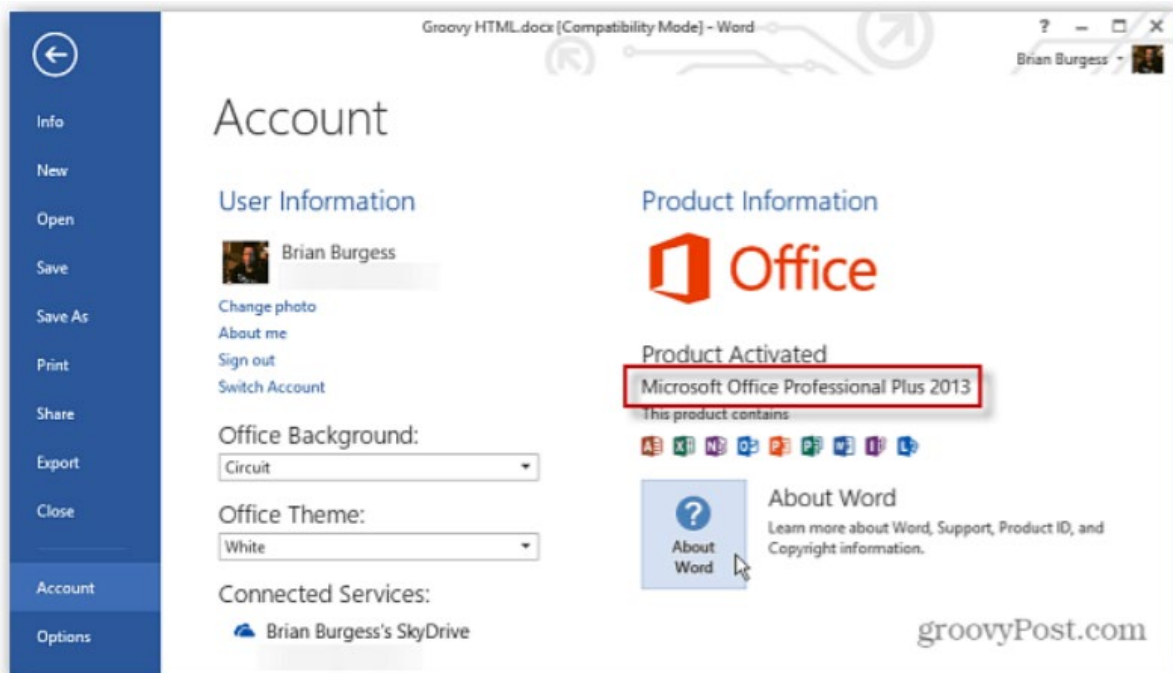 Groovy HTML.docx [Compatibility Mode] - Word
?
Brian Burgess
Info
New
Open
Save
Save As
Print
Share
Export
Close
Account
Options
Account
User Information
Brian Burgess
Change photo
About me
Sign out
Switch Account
Office Background:
Circuit
Office Theme:
White
Connected Services:
Brian Burgess's SkyDrive
Product Information
Office
Product Activated
Microsoft Office Professional Plus 2013
This product contains
?
About
Word
About Word
Learn more about Word, Support, Product ID, and
Copyright information.
groovyPost.com